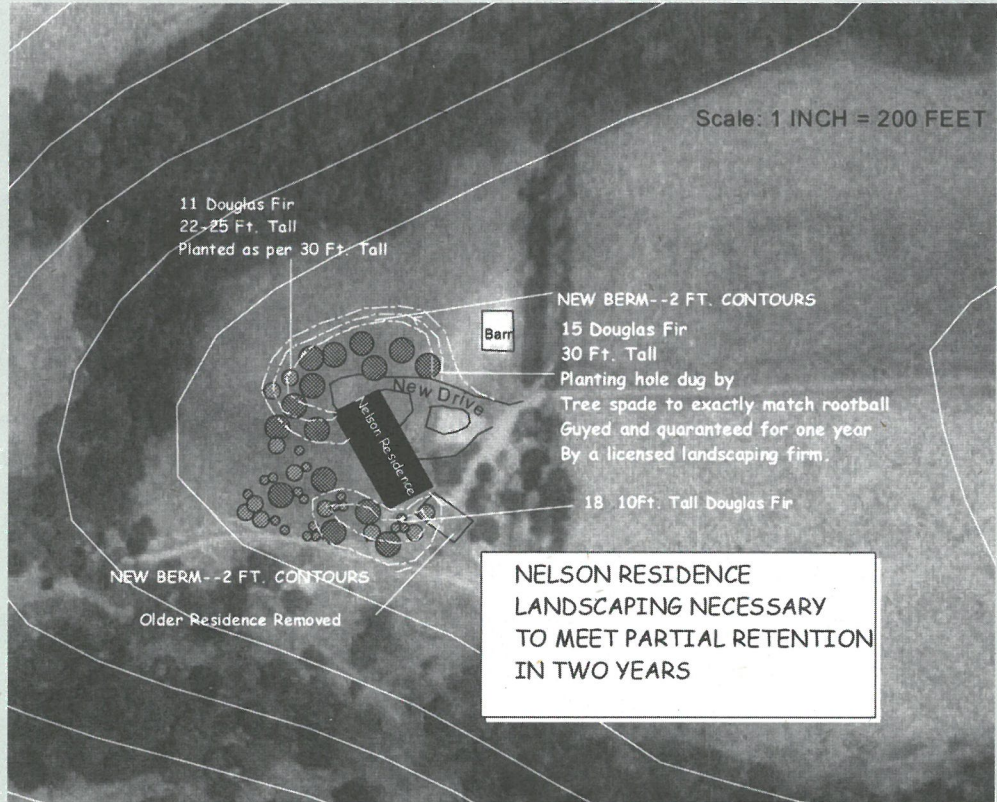 Scale: 1 INCH = 200 FEET
11 Douglas Fir
22-25 Ft. Tall
Planted as per 30 Ft. Tall
NEW BERM--2 FT. CONTOURS
Barn
15 Douglas Fir
30 Ft. Tall
Planting hole dug by
Tree spade to exactly match rootball
Guyed and quaranteed for one year
By a licensed landscaping firm.
New Drive
Nelson Residence
18 10Ft. Tall Douglas Fir
NEW BERM--2 FT. CONTOURS
Older Residence Removed
NELSON RESIDENCE
LANDSCAPING NECESSARY
TO MEET PARTIAL RETENTION
IN TWO YEARS